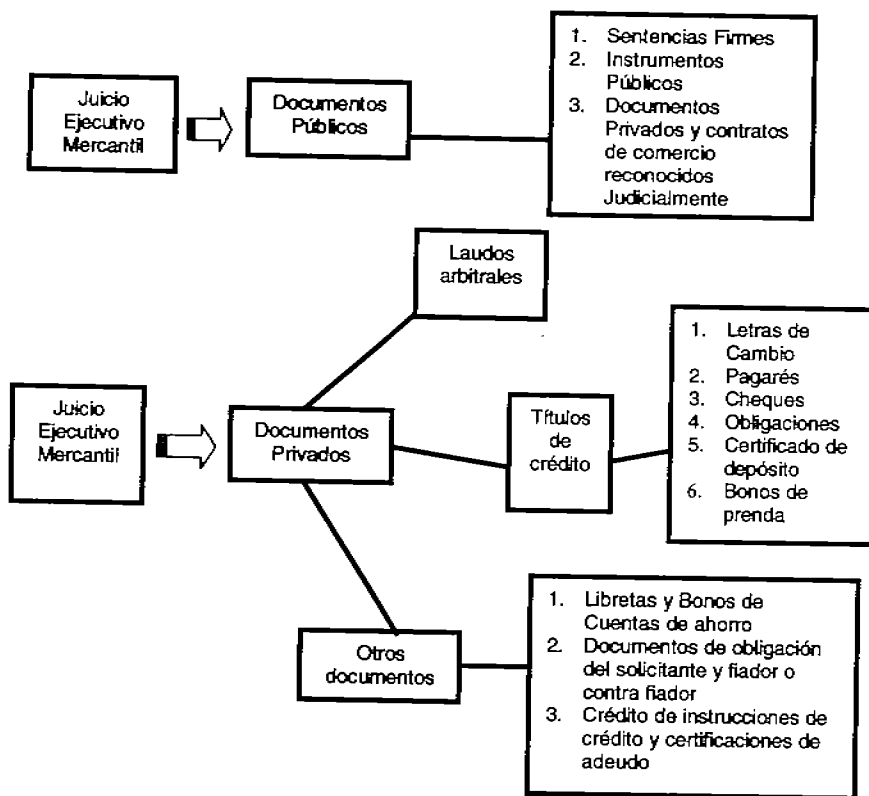 Juicio
Ejecutivo
Mercantil
Documentos
Públicos
1. Sentencias Firmes
2. Instrumentos
Públicos
3. Documentos
Privados y contratos
de comercio
reconocidos
Judicialmente
Laudos
arbitrales
Juicio
Ejecutivo
Mercantil
Documentos
Privados
Títulos
de
crédito
1. Letras de
Cambio
2. Pagarés
3. Cheques
4. Obligaciones
5. Certificado de
depósito
6. Bonos de
prenda
Otros
documentos
1. Libretas y Bonos de
Cuentas de ahorro
2. Documentos de obligación
del solicitante y fiador o
contra fiador
3. Crédito de instrucciones de
crédito y certificaciones de
adeudo